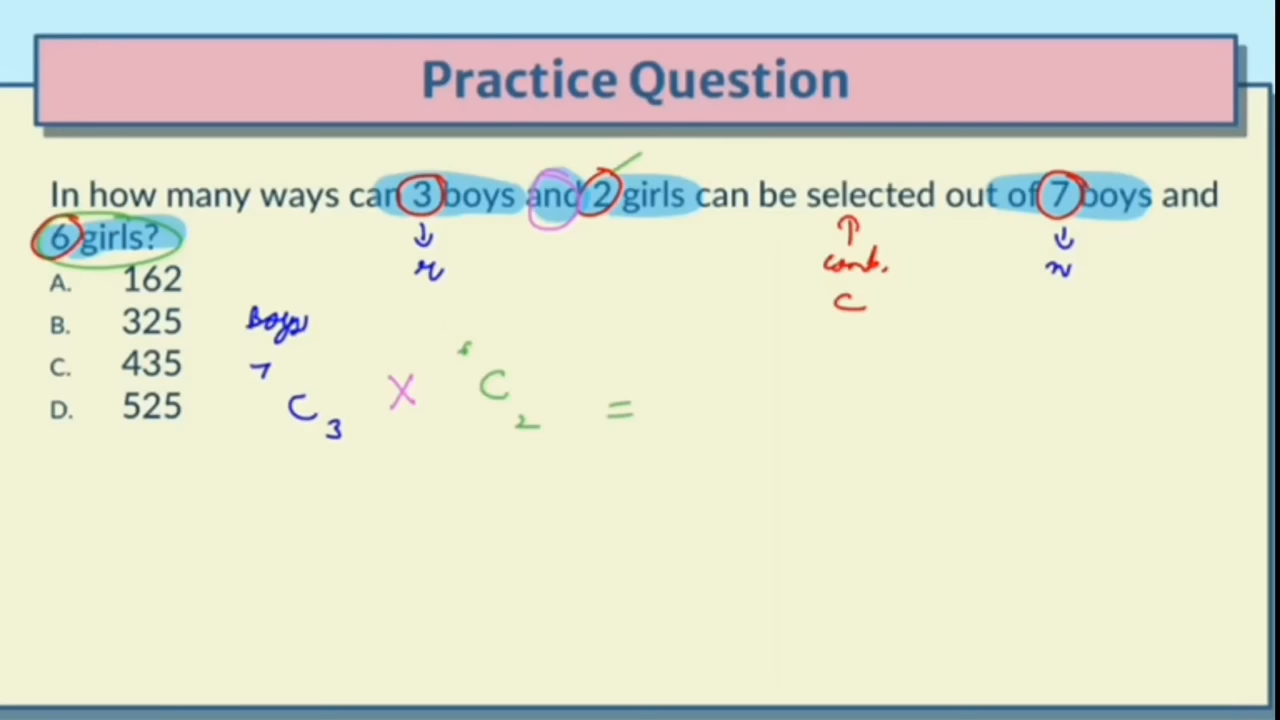 Practice Question
In how many ways can 3 boys and 2 girls can be selected out of 7 boys and
6 girls?
r
n
comb.
C
A. 162
B. 325
C. 435
D. 525
Boys
7 C 3 × 6 C 2 =